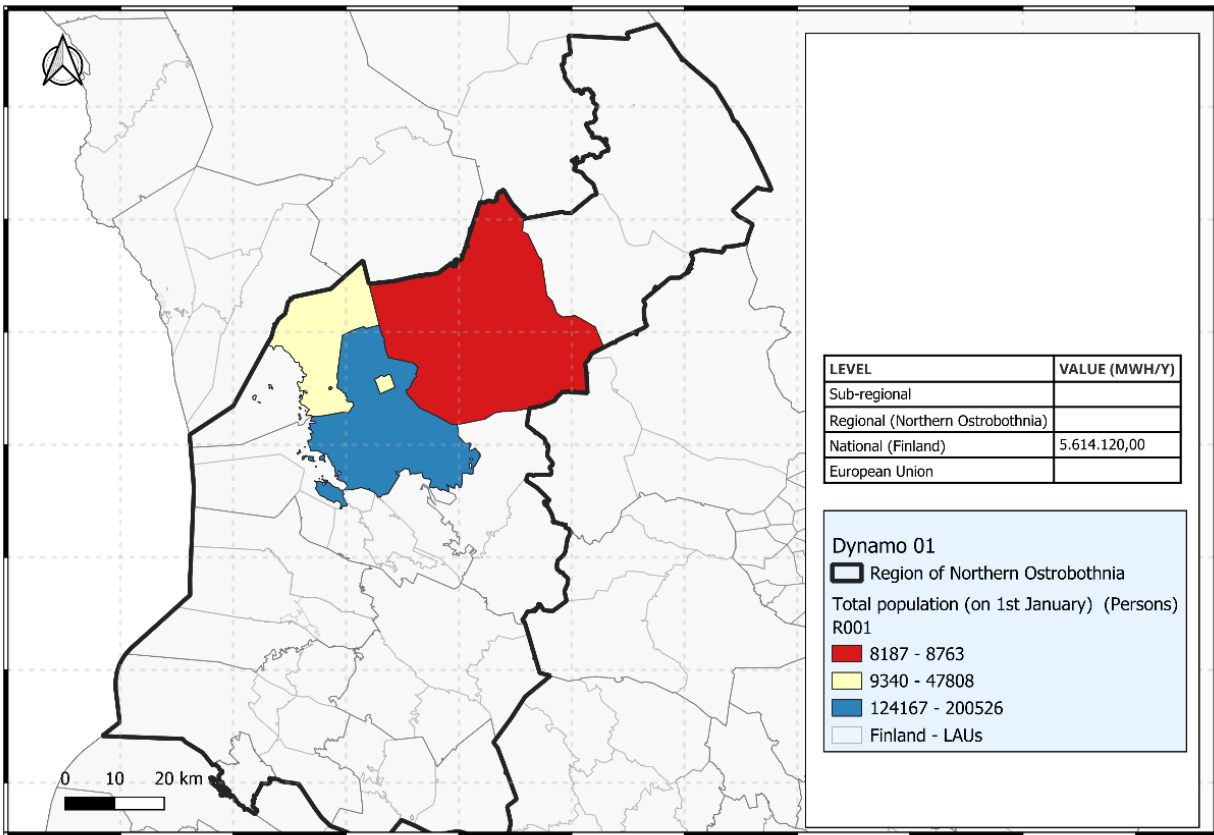 LEVEL VALUE (MWH/Y)
Sub-regional
Regional (Northern Ostrobothnia)
National (Finland) 5.614.120,00
European Union
Dynamo 01
Region of Northern Ostrobothnia
Total population (on 1st January) (Persons)
R001
8187 - 8763
9340 - 47808
124167 - 200526
Finland - LAUs
0 10 20 km